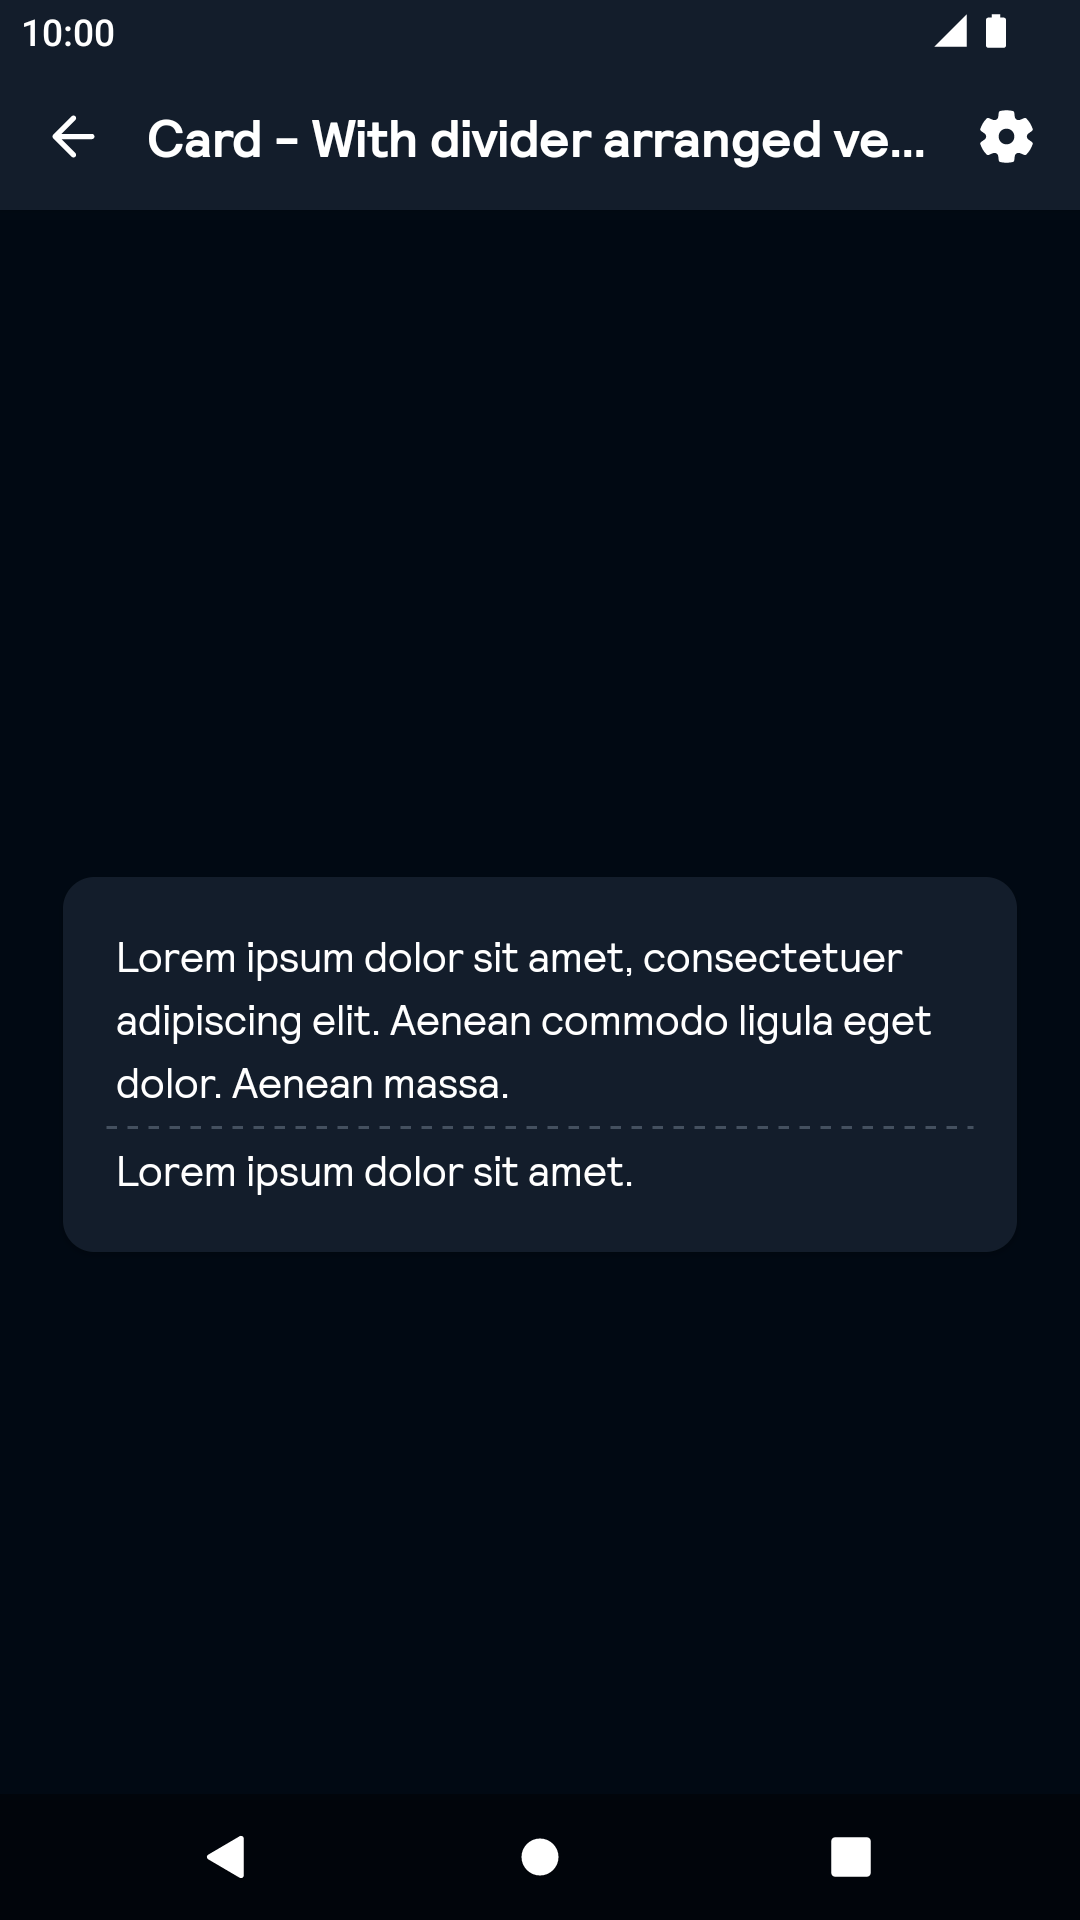 10:00
Card - With divider arranged ve...
Lorem ipsum dolor sit amet, consectetuer
adipiscing elit. Aenean commodo ligula eget
dolor. Aenean massa.
Lorem ipsum dolor sit amet.